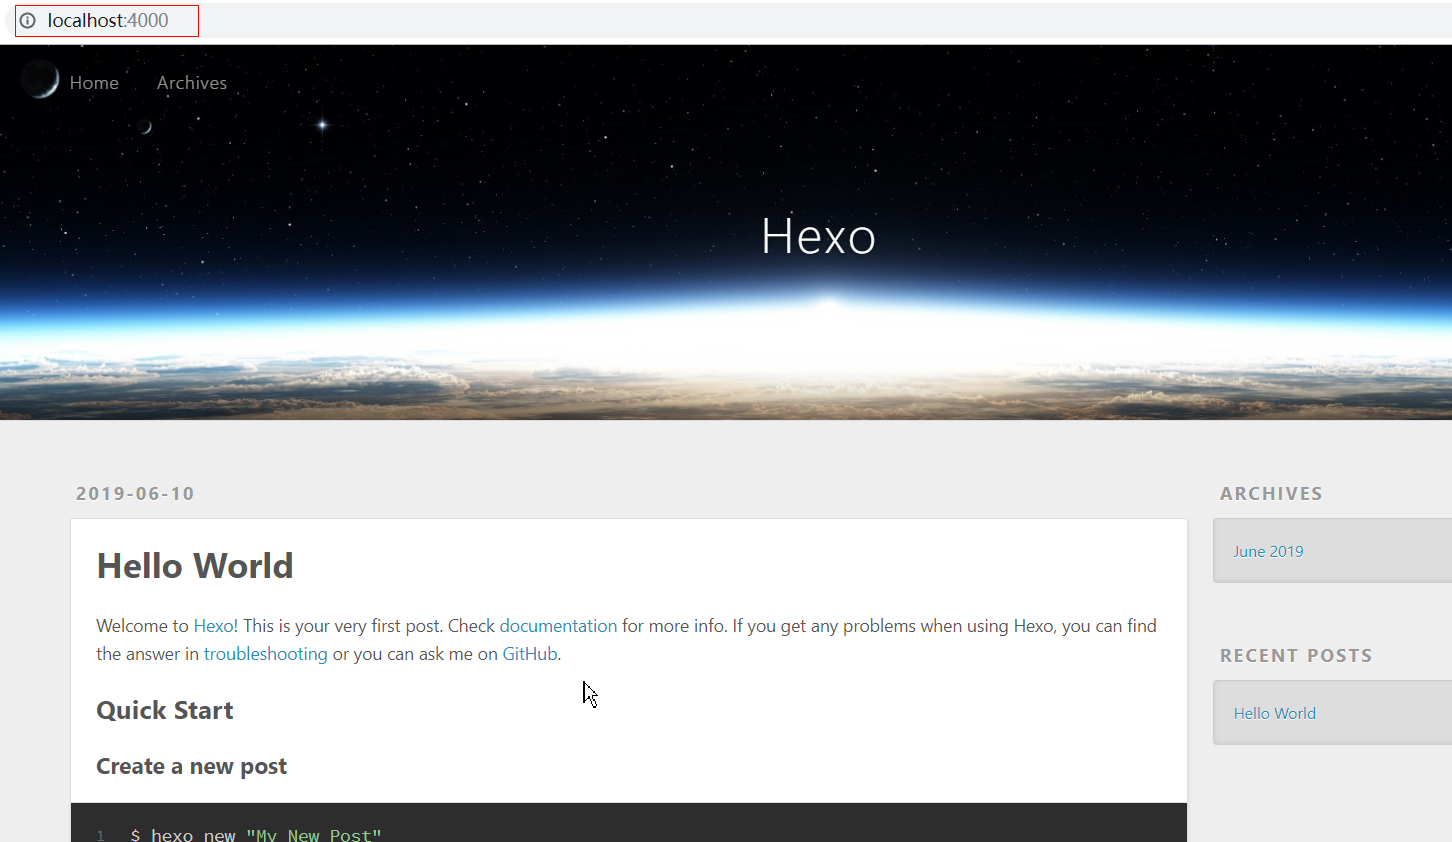 localhost:4000
Home Archives
Hexo
2019-06-10
Hello World
Welcome to Hexo! This is your very first post. Check documentation for more info. If you get any problems when using Hexo, you can find
the answer in troubleshooting or you can ask me on GitHub.
Quick Start
Create a new post
1 $ hexo new "My New Post"
ARCHIVES
June 2019
RECENT POSTS
Hello World